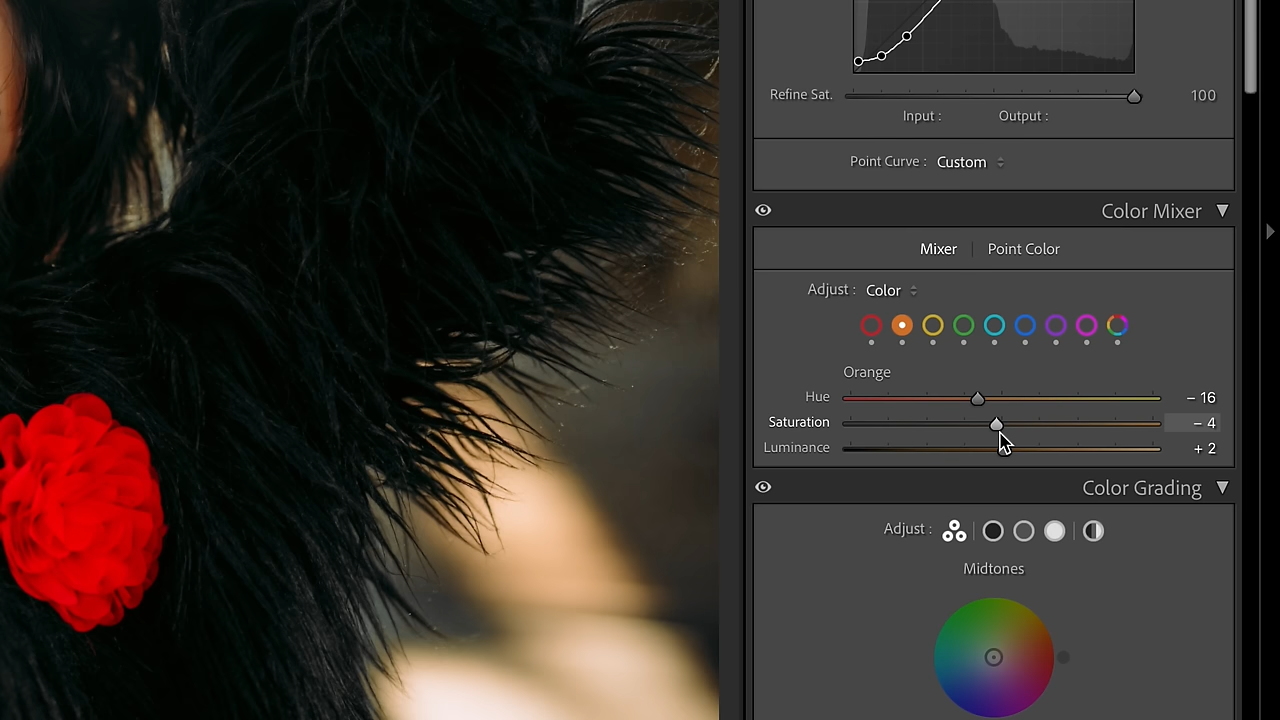 Refine Sat. 100
Input : Output :
Point Curve : Custom
Color Mixer
Mixer Point Color
Adjust : Color
Orange
Hue – 16
Saturation – 4
Luminance + 2
Color Grading
Adjust :
Midtones